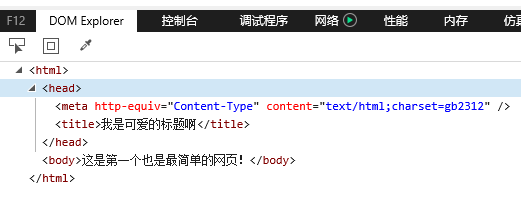 F12 DOM Explorer 控制台 调试程序 网络 性能 内存 仿真
<html>
<head>
<meta http-equiv="Content-Type" content="text/html;charset=gb2312" />
<title>我是可爱的标题啊</title>
</head>
<body>这是第一个也是最简单的网页！</body>
</html>